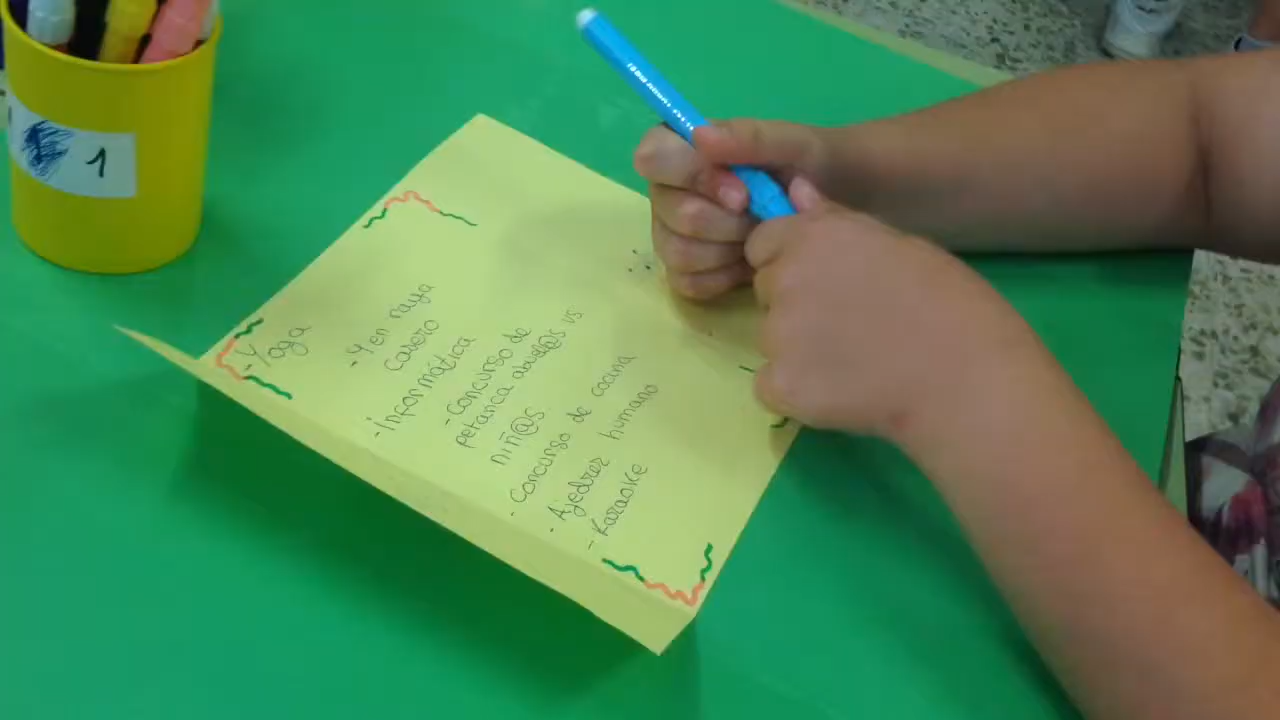 - Yoga
- 4 en raya
casero
- informática
- Concurso de
petanca abuel@s vs
niñ@s.
- Concurso de cocina
- Ajedrez humano
- Karaoke
1